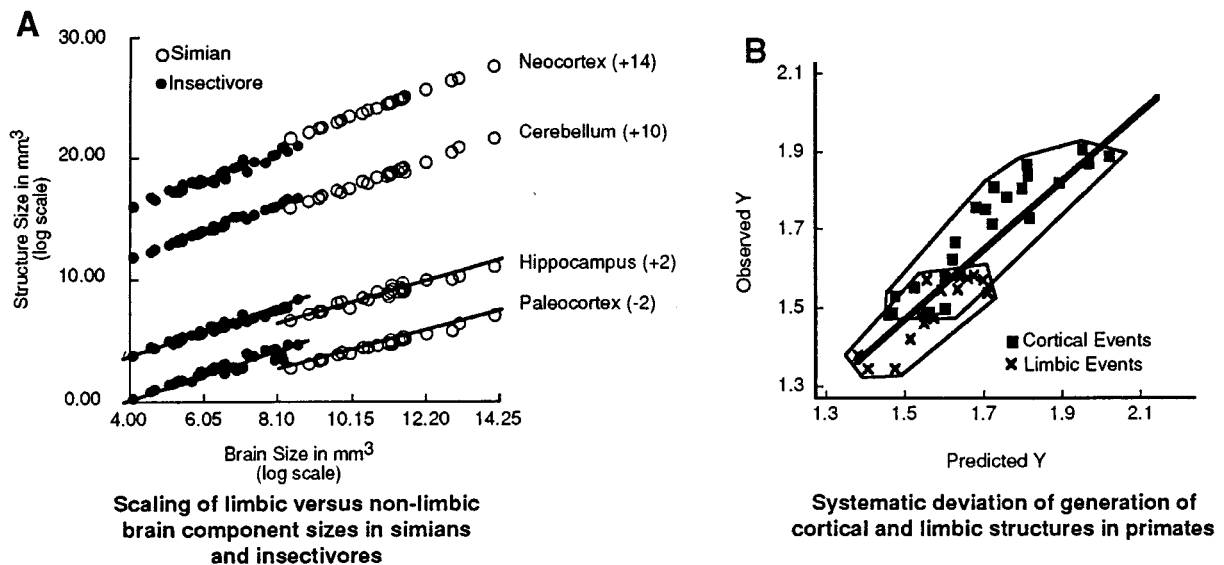 A
30.00
20.00
10.00
0.00
Structure Size in mm³
(log scale)
Simian
Insectivore
Neocortex (+14)
Cerebellum (+10)
Hippocampus (+2)
Paleocortex (-2)
4.00 6.05 8.10 10.15 12.20 14.25
Brain Size in mm³
(log scale)
Scaling of limbic versus non-limbic
brain component sizes in simians
and insectivores
B
2.1
1.9
1.7
1.5
1.3
Observed Y
Cortical Events
Limbic Events
1.3 1.5 1.7 1.9 2.1
Predicted Y
Systematic deviation of generation of
cortical and limbic structures in primates